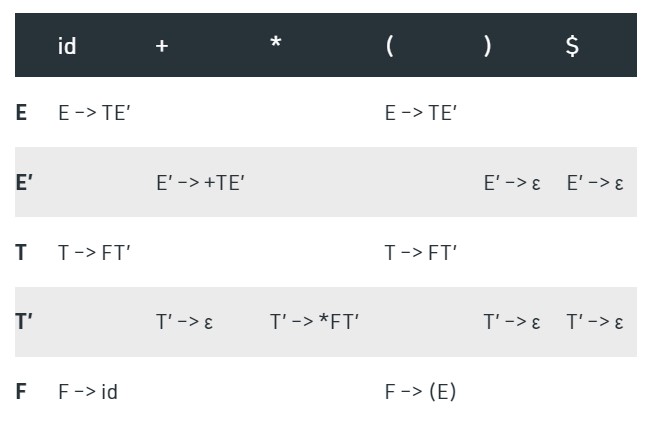 id + * ( ) $
E E –> TE′ E –> TE′
E′ E′ –> +TE′ E′ –> ε E′ –> ε
T T –> FT′ T –> FT′
T′ T′ –> ε T′ –> *FT′ T′ –> ε T′ –> ε
F F –> id F –> (E)